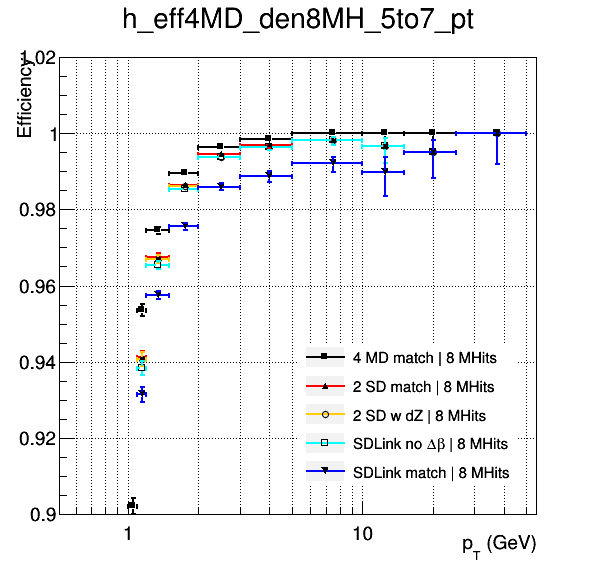 h_eff4MD_den8MH_5to7_pt
Efficiency
1.02
1
0.98
0.96
0.94
0.92
0.9
4 MD match | 8 MHits
2 SD match | 8 MHits
2 SD w dZ | 8 MHits
SDLink no Δβ | 8 MHits
SDLink match | 8 MHits
1
10
p_T (GeV)